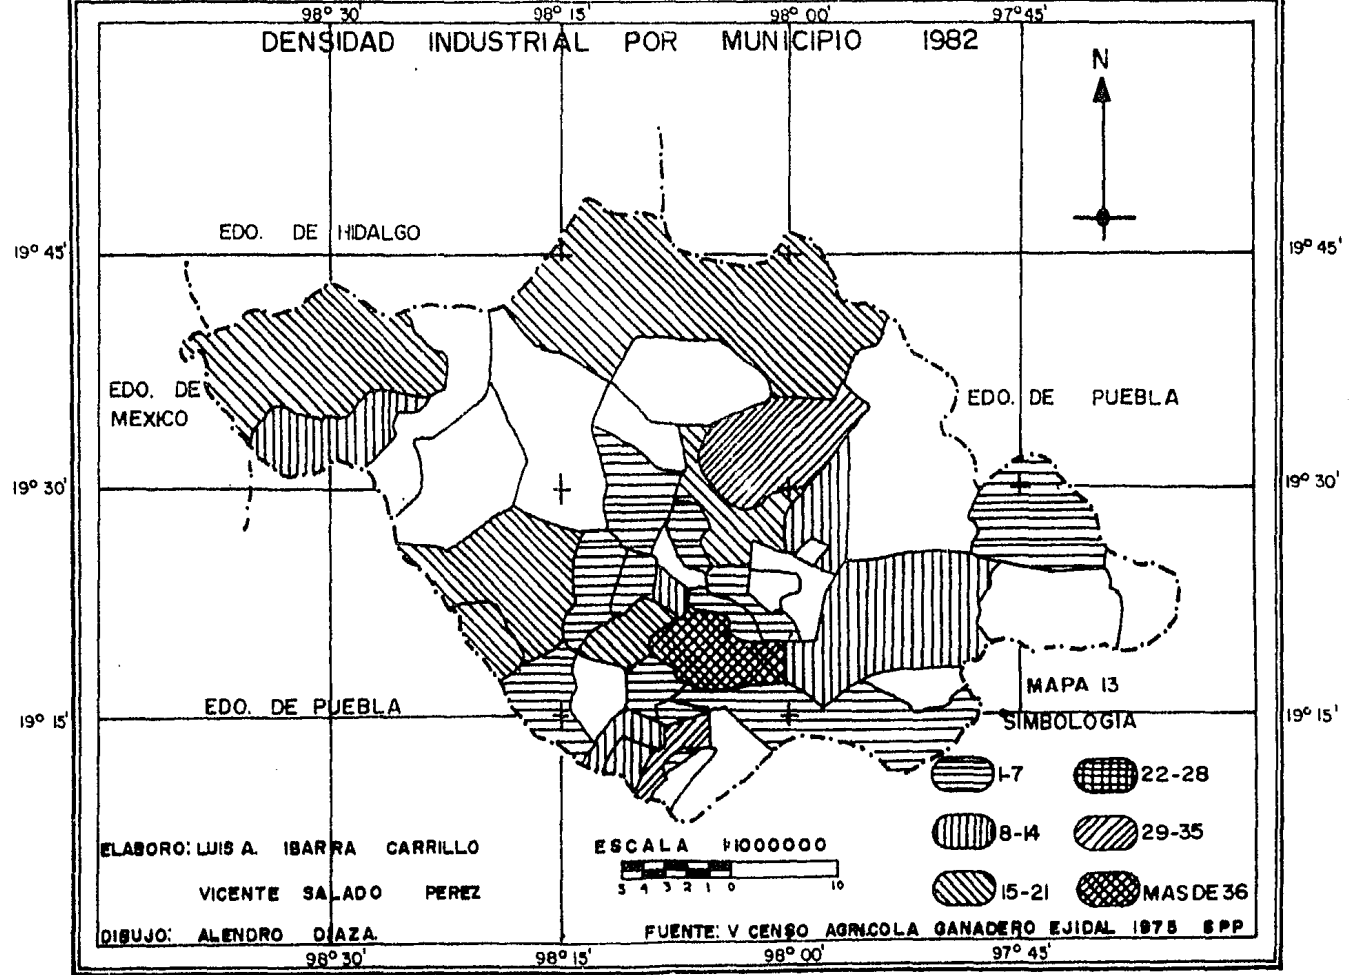 98° 30' 98° 15' 98° 00' 97° 45'
DENSIDAD INDUSTRIAL POR MUNICIPIO 1982
N
EDO. DE HIDALGO
19° 45' 19° 45'
EDO. DE
MEXICO
EDO. DE PUEBLA
19° 30' 19° 30'
EDO. DE PUEBLA
MAPA 13
19° 15' 19° 15'
SIMBOLOGIA
1-7 22-28
8-14 29-35
15-21 MAS DE 36
ELABORO: LUIS A. IBARRA CARRILLO
VICENTE SALADO PEREZ
DIBUJO: ALENDRO DIAZA.
ESCALA 1:1000000
5 4 3 2 1 0 10
FUENTE: V CENSO AGRICOLA GANADERO EJIDAL 1975 SPP
98° 30' 98° 15' 98° 00' 97° 45'